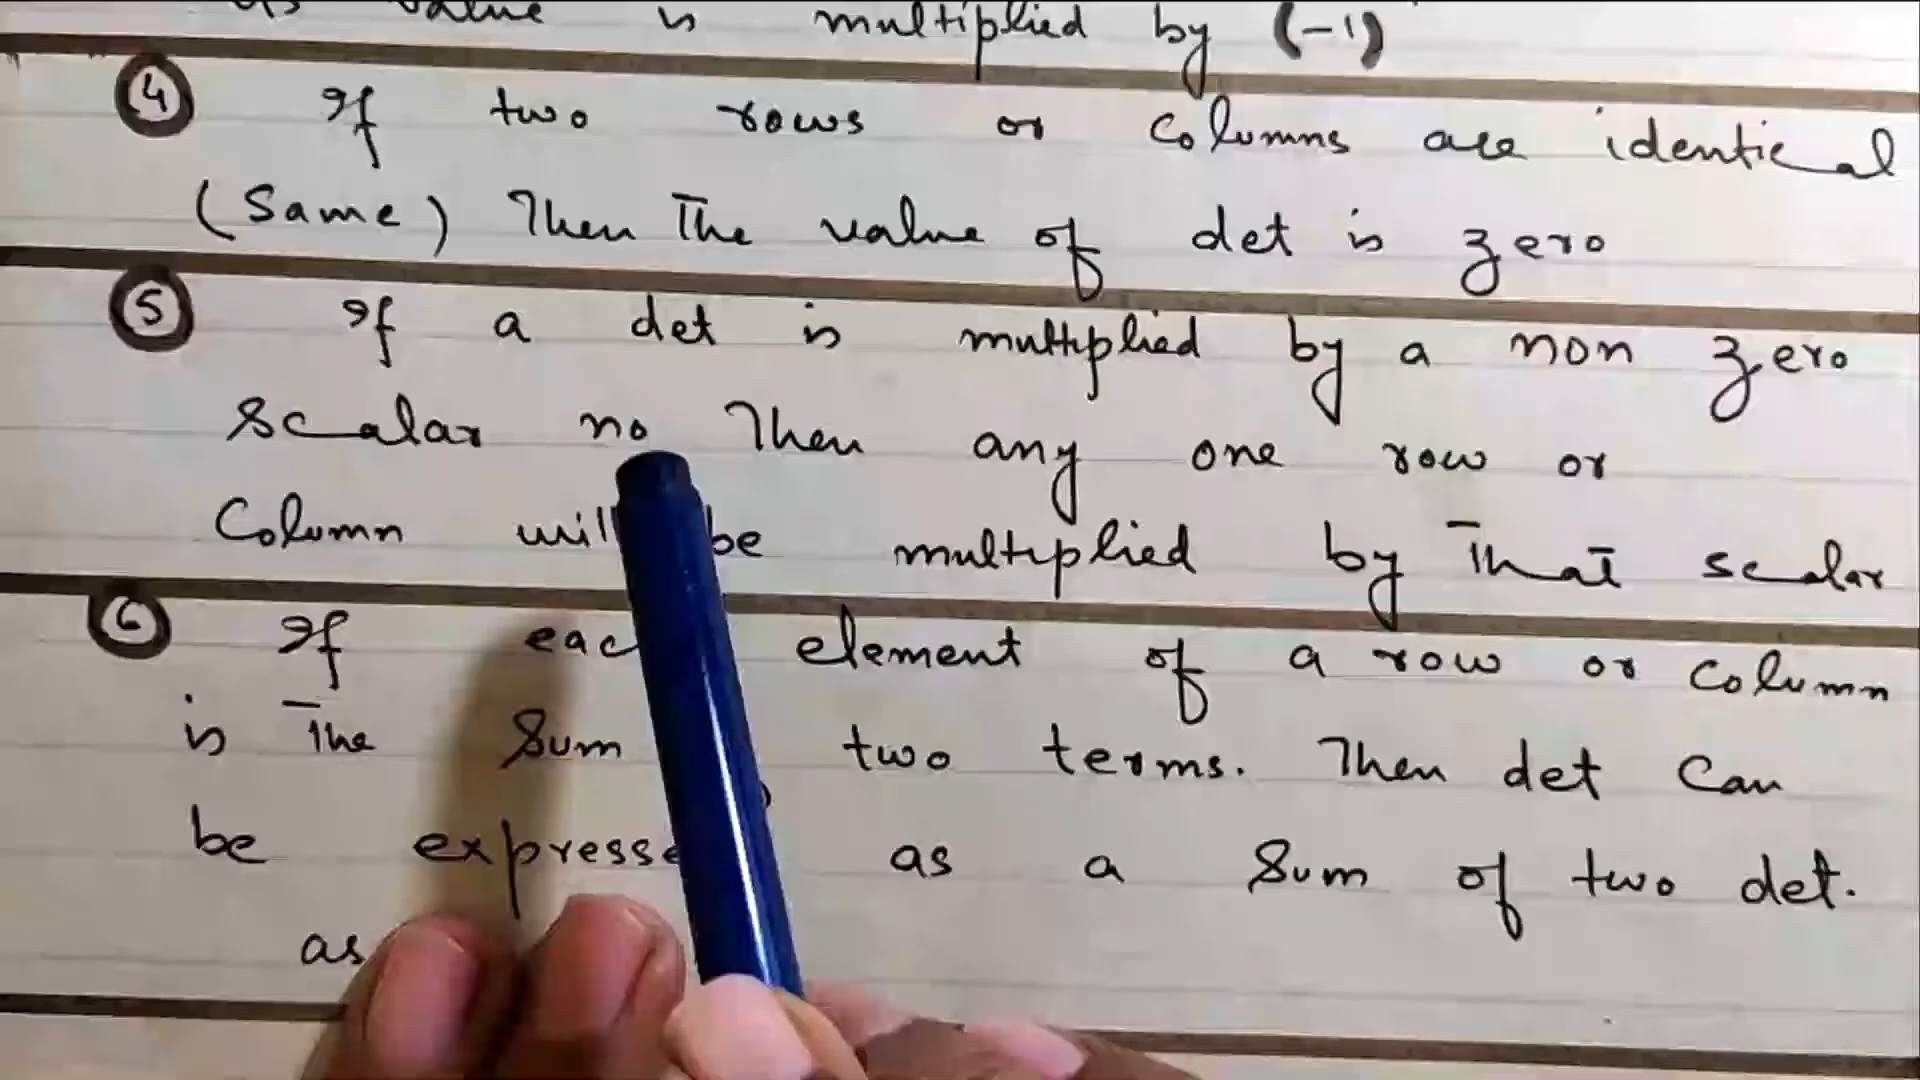 value is multiplied by (-1)
④ If two rows or columns are identical
(Same) Then The value of det is zero
⑤ If a det is multiplied by a non zero
Scalar no Then any one row or
Column will be multiplied by That scalar
⑥ If each element of a row or column
is The Sum two terms. Then det Can
be expressed as a Sum of two det.
as